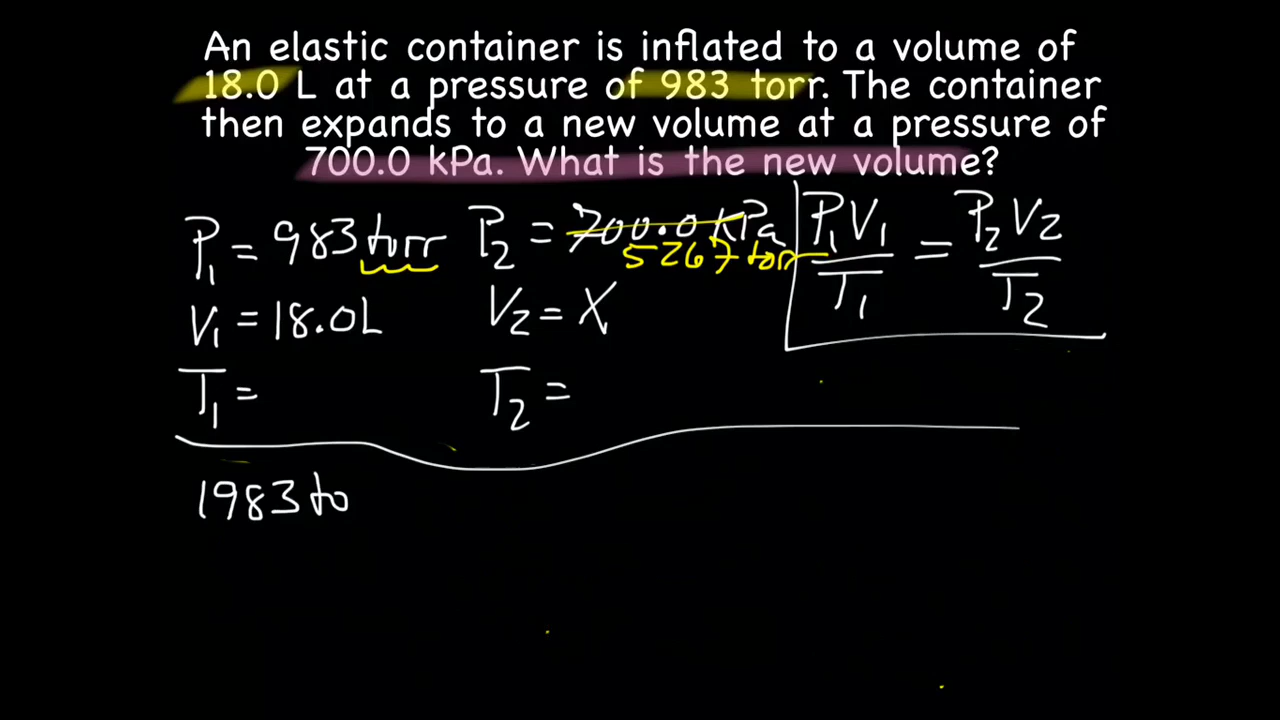 An elastic container is inflated to a volume of
18.0 L at a pressure of 983 torr. The container
then expands to a new volume at a pressure of
700.0 kPa. What is the new volume?
P₁ = 983 torr P₂ = 700.0 kPa P₁V₁/T₁ = P₂V₂/T₂
5267 torr
V₁ = 18.0L V₂ = X
T₁ = T₂ =
(983 to